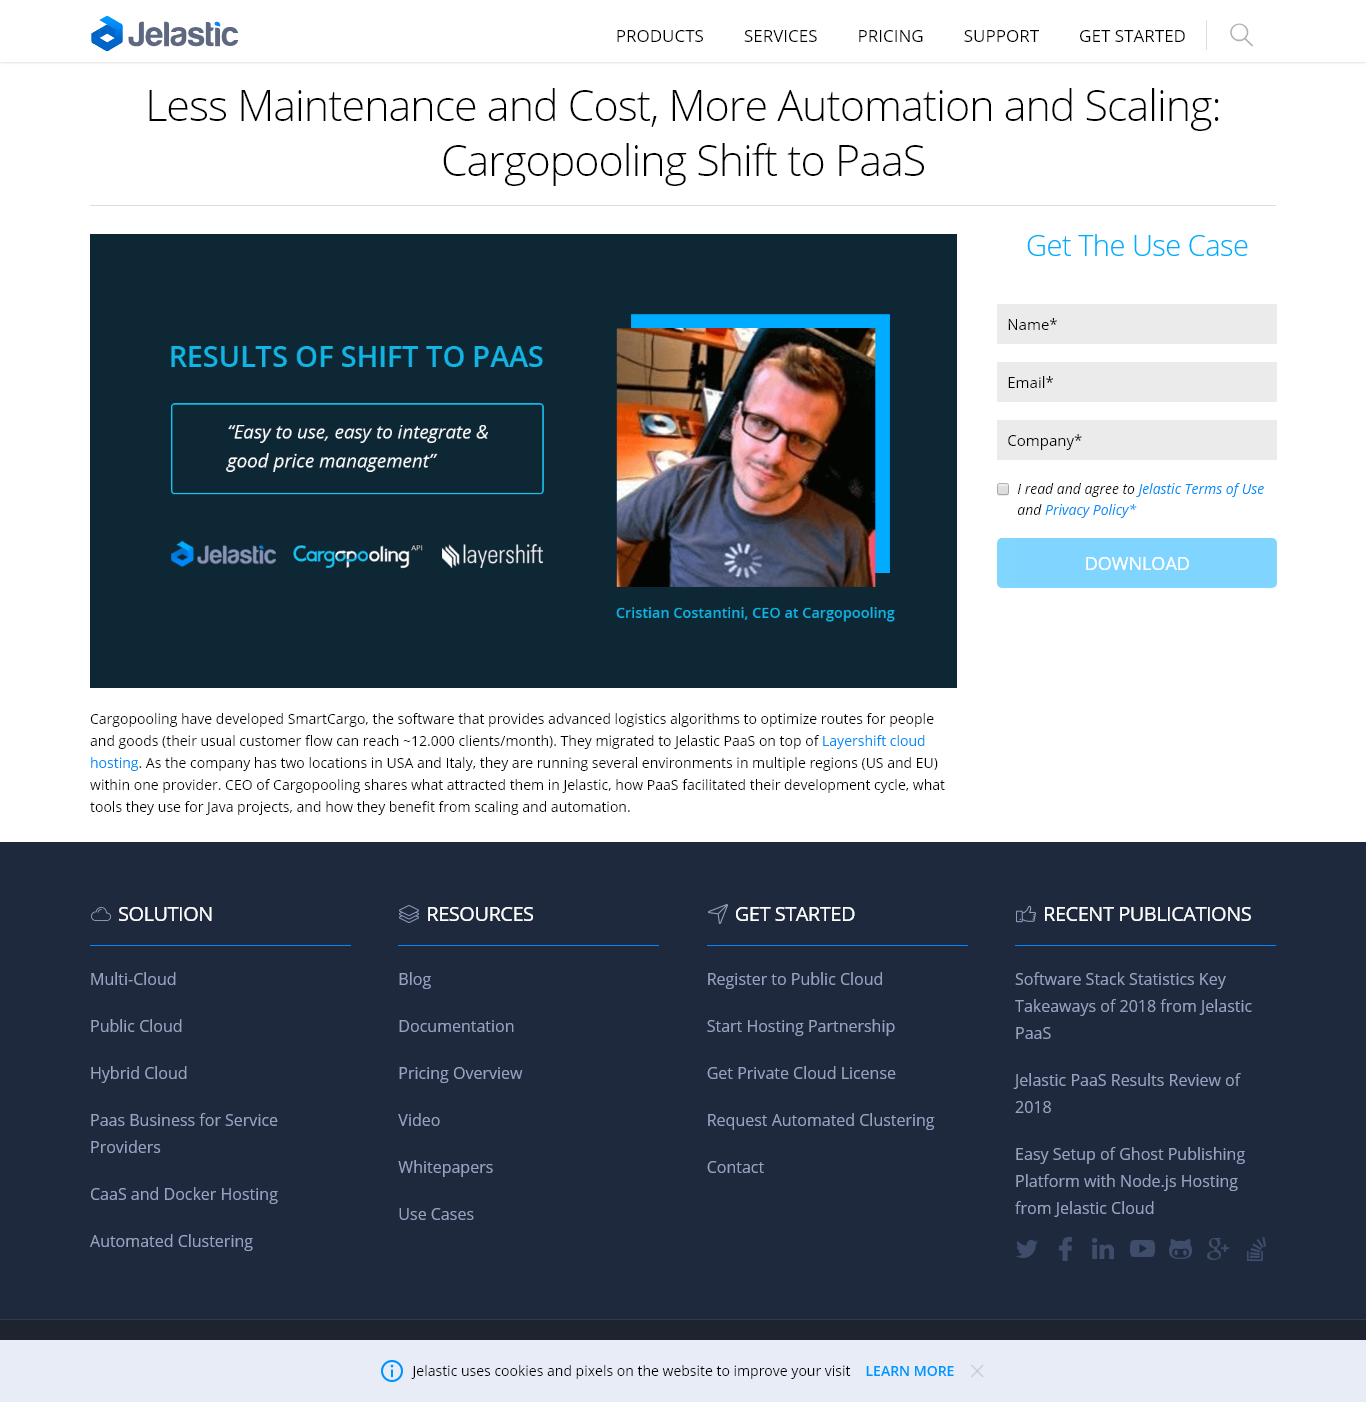 Jelastic
PRODUCTS
SERVICES
PRICING
SUPPORT
GET STARTED
Less Maintenance and Cost, More Automation and Scaling:
Cargopooling Shift to PaaS
RESULTS OF SHIFT TO PAAS
“Easy to use, easy to integrate &
good price management”
Jelastic
Cargopooling API
layershift
Cristian Costantini, CEO at Cargopooling
Get The Use Case
Name*
Email*
Company*
I read and agree to Jelastic Terms of Use
and Privacy Policy*
DOWNLOAD
Cargopooling have developed SmartCargo, the software that provides advanced logistics algorithms to optimize routes for people
and goods (their usual customer flow can reach ~12.000 clients/month). They migrated to Jelastic PaaS on top of Layershift cloud
hosting. As the company has two locations in USA and Italy, they are running several environments in multiple regions (US and EU)
within one provider. CEO of Cargopooling shares what attracted them in Jelastic, how PaaS facilitated their development cycle, what
tools they use for Java projects, and how they benefit from scaling and automation.
SOLUTION
Multi-Cloud
Public Cloud
Hybrid Cloud
Paas Business for Service
Providers
CaaS and Docker Hosting
Automated Clustering
RESOURCES
Blog
Documentation
Pricing Overview
Video
Whitepapers
Use Cases
GET STARTED
Register to Public Cloud
Start Hosting Partnership
Get Private Cloud License
Request Automated Clustering
Contact
RECENT PUBLICATIONS
Software Stack Statistics Key
Takeaways of 2018 from Jelastic
PaaS
Jelastic PaaS Results Review of
2018
Easy Setup of Ghost Publishing
Platform with Node.js Hosting
from Jelastic Cloud
Jelastic uses cookies and pixels on the website to improve your visit
LEARN MORE